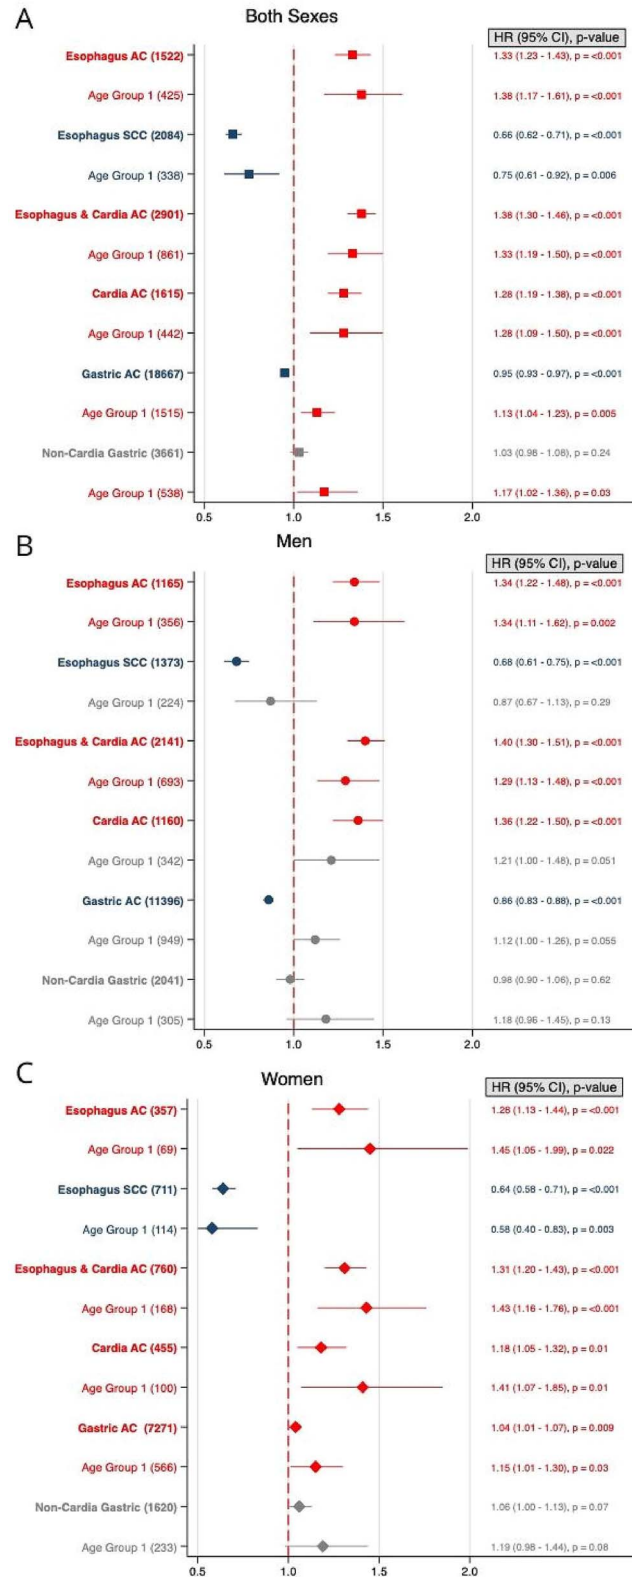 A
Both Sexes
HR (95% CI), p-value
Esophagus AC (1522) 1.33 (1.23 - 1.43), p = <0.001
Age Group 1 (425) 1.38 (1.17 - 1.61), p = <0.001
Esophagus SCC (2084) 0.66 (0.62 - 0.71), p = <0.001
Age Group 1 (338) 0.75 (0.61 - 0.92), p = 0.006
Esophagus & Cardia AC (2901) 1.38 (1.30 - 1.46), p = <0.001
Age Group 1 (861) 1.33 (1.19 - 1.50), p = <0.001
Cardia AC (1615) 1.28 (1.19 - 1.38), p = <0.001
Age Group 1 (442) 1.28 (1.09 - 1.50), p = <0.001
Gastric AC (18667) 0.95 (0.93 - 0.97), p = <0.001
Age Group 1 (1515) 1.13 (1.04 - 1.23), p = 0.005
Non-Cardia Gastric (3661) 1.03 (0.98 - 1.08), p = 0.24
Age Group 1 (538) 1.17 (1.02 - 1.36), p = 0.03
0.5 1.0 1.5 2.0
B
Men
HR (95% CI), p-value
Esophagus AC (1165) 1.34 (1.22 - 1.48), p = <0.001
Age Group 1 (356) 1.34 (1.11 - 1.62), p = 0.002
Esophagus SCC (1373) 0.68 (0.61 - 0.75), p = <0.001
Age Group 1 (224) 0.87 (0.67 - 1.13), p = 0.29
Esophagus & Cardia AC (2141) 1.40 (1.30 - 1.51), p = <0.001
Age Group 1 (693) 1.29 (1.13 - 1.48), p = <0.001
Cardia AC (1160) 1.36 (1.22 - 1.50), p = <0.001
Age Group 1 (342) 1.21 (1.00 - 1.48), p = 0.051
Gastric AC (11396) 0.86 (0.83 - 0.88), p = <0.001
Age Group 1 (949) 1.12 (1.00 - 1.26), p = 0.055
Non-Cardia Gastric (2041) 0.98 (0.90 - 1.06), p = 0.62
Age Group 1 (305) 1.18 (0.96 - 1.45), p = 0.13
0.5 1.0 1.5 2.0
C
Women
HR (95% CI), p-value
Esophagus AC (357) 1.28 (1.13 - 1.44), p = <0.001
Age Group 1 (69) 1.45 (1.05 - 1.99), p = 0.022
Esophagus SCC (711) 0.64 (0.58 - 0.71), p = <0.001
Age Group 1 (114) 0.58 (0.40 - 0.83), p = 0.003
Esophagus & Cardia AC (760) 1.31 (1.20 - 1.43), p = <0.001
Age Group 1 (168) 1.43 (1.16 - 1.76), p = <0.001
Cardia AC (455) 1.18 (1.05 - 1.32), p = 0.01
Age Group 1 (100) 1.41 (1.07 - 1.85), p = 0.01
Gastric AC (7271) 1.04 (1.01 - 1.07), p = 0.009
Age Group 1 (566) 1.15 (1.01 - 1.30), p = 0.03
Non-Cardia Gastric (1620) 1.06 (1.00 - 1.13), p = 0.07
Age Group 1 (233) 1.19 (0.98 - 1.44), p = 0.08
0.5 1.0 1.5 2.0